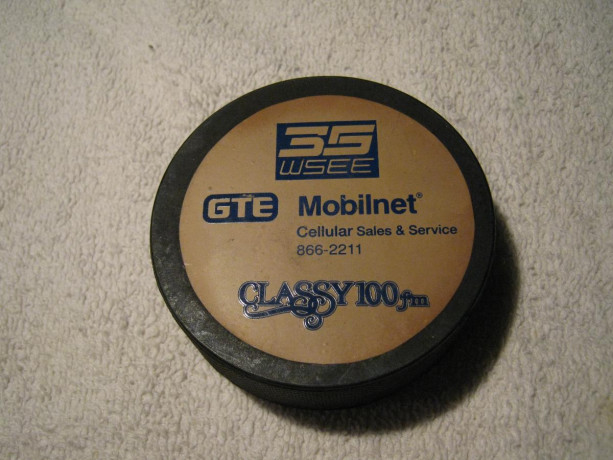 35
WSEE
GTE Mobilnet®
Cellular Sales & Service
866-2211
CLASSY 100 fm